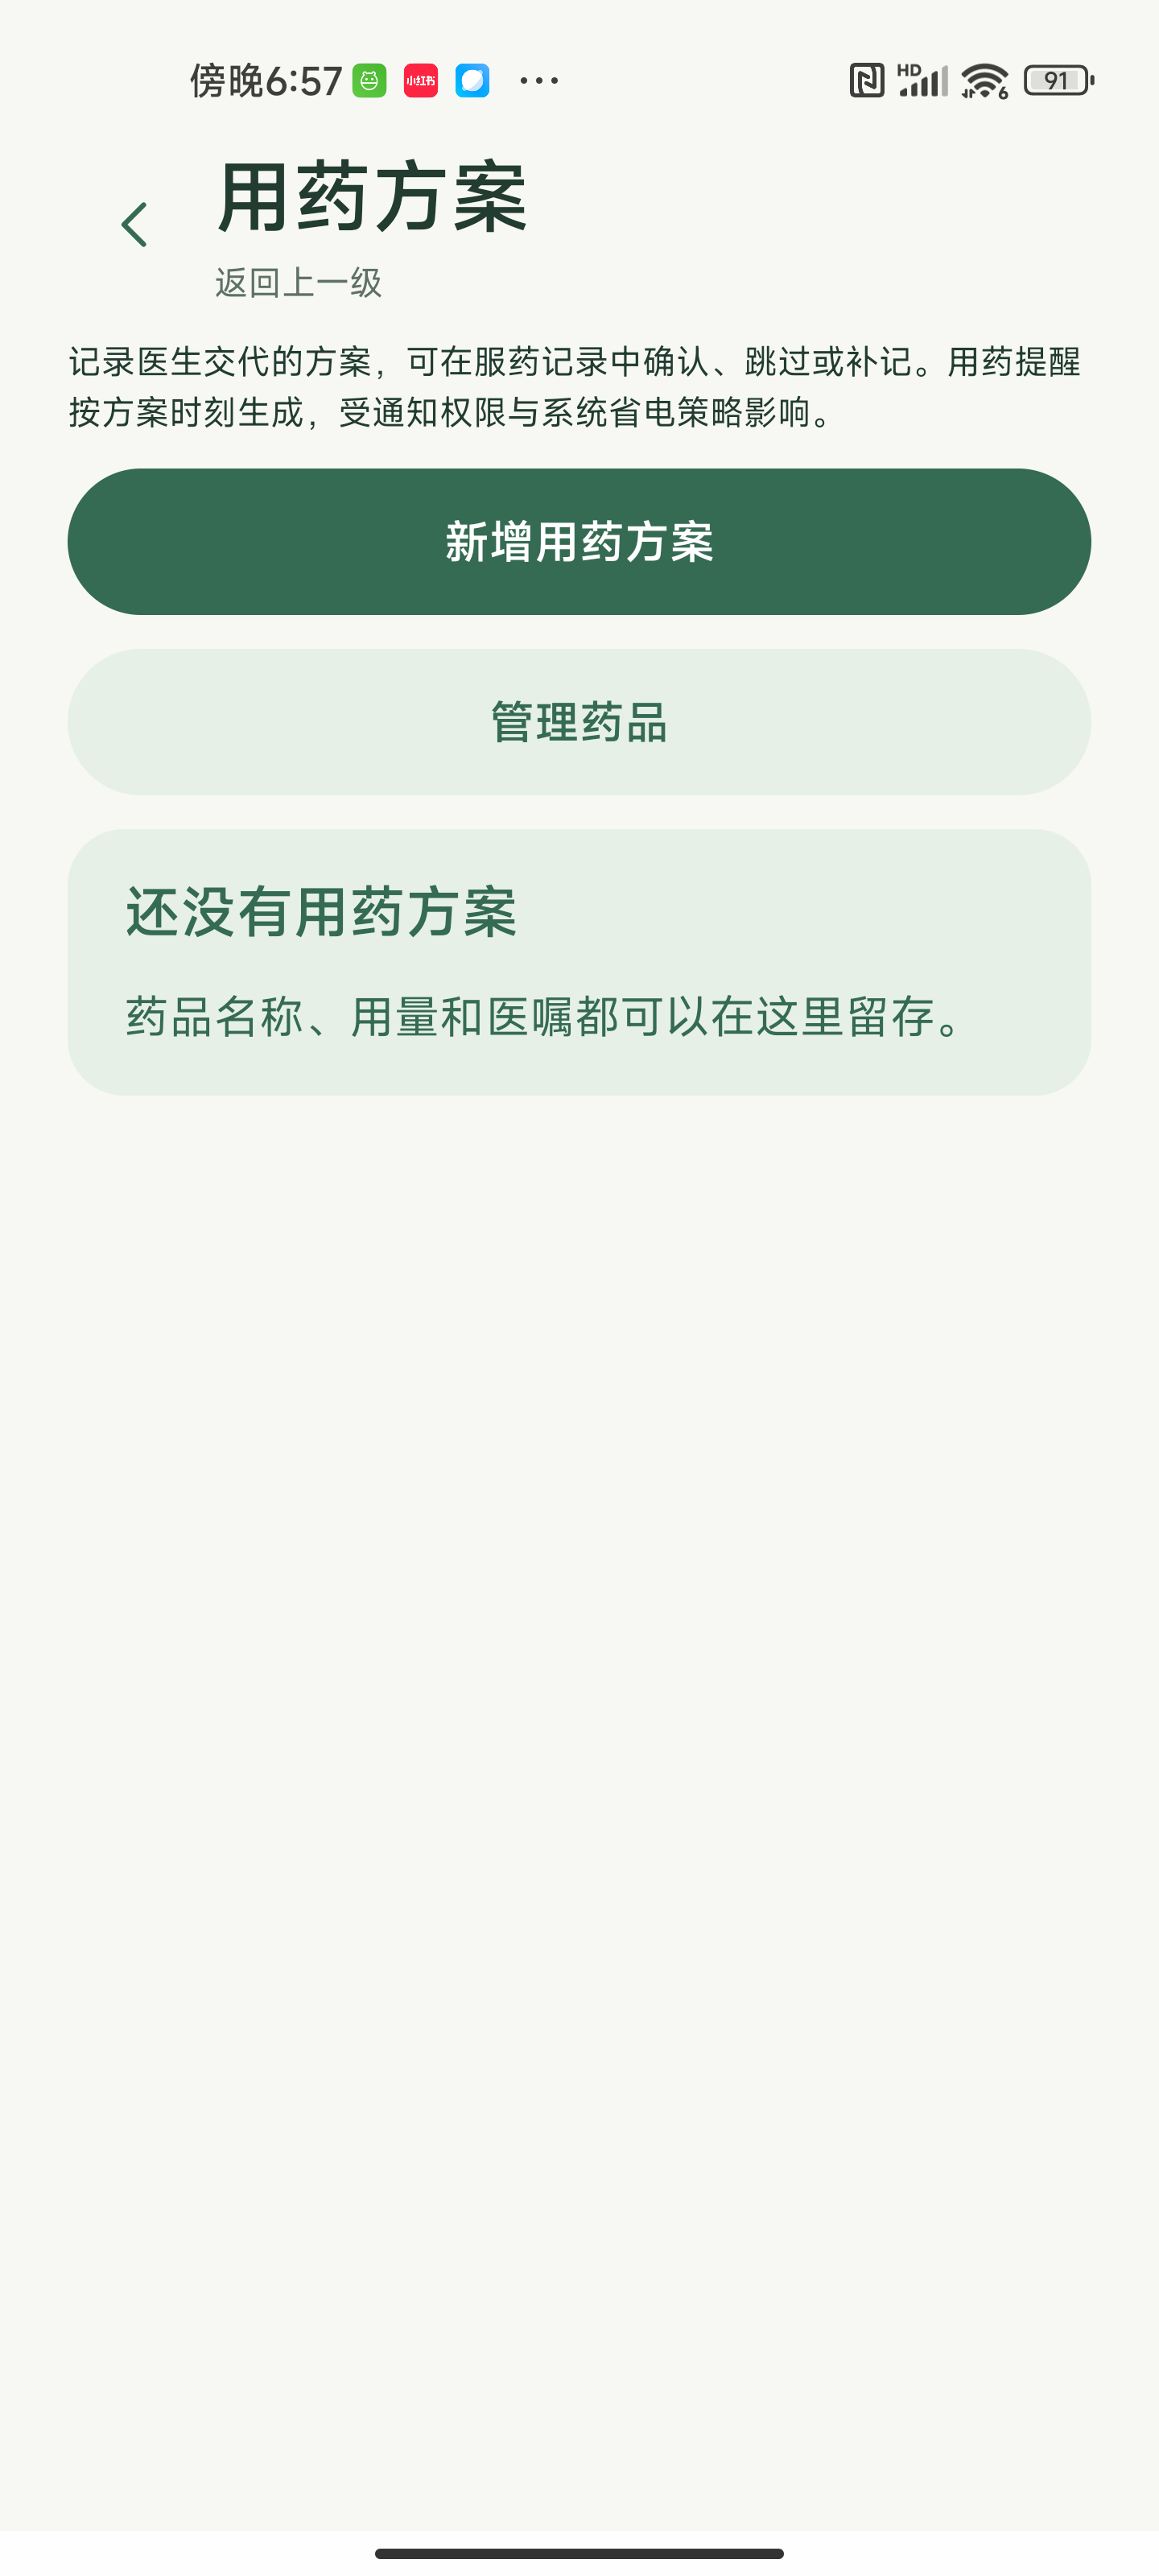 傍晚6:57
小红书
HD
6
91
用药方案
返回上一级
记录医生交代的方案，可在服药记录中确认、跳过或补记。用药提醒
按方案时刻生成，受通知权限与系统省电策略影响。
新增用药方案
管理药品
还没有用药方案
药品名称、用量和医嘱都可以在这里留存。